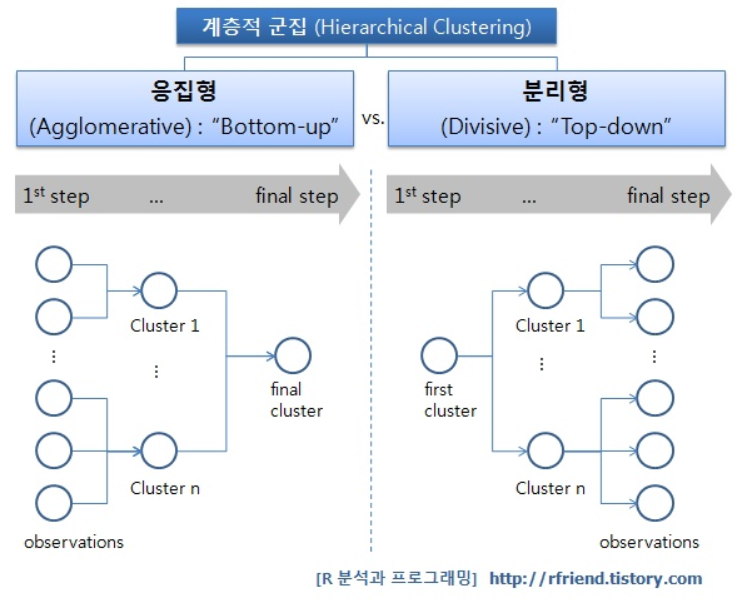 계층적 군집 (Hierarchical Clustering)
응집형
(Agglomerative) : “Bottom-up”
vs.
분리형
(Divisive) : “Top-down”
1st step ... final step
1st step ... final step
Cluster 1
⋮
⋮
Cluster n
final
cluster
observations
first
cluster
Cluster 1
⋮
⋮
Cluster n
observations
[R 분석과 프로그래밍] http://rfriend.tistory.com